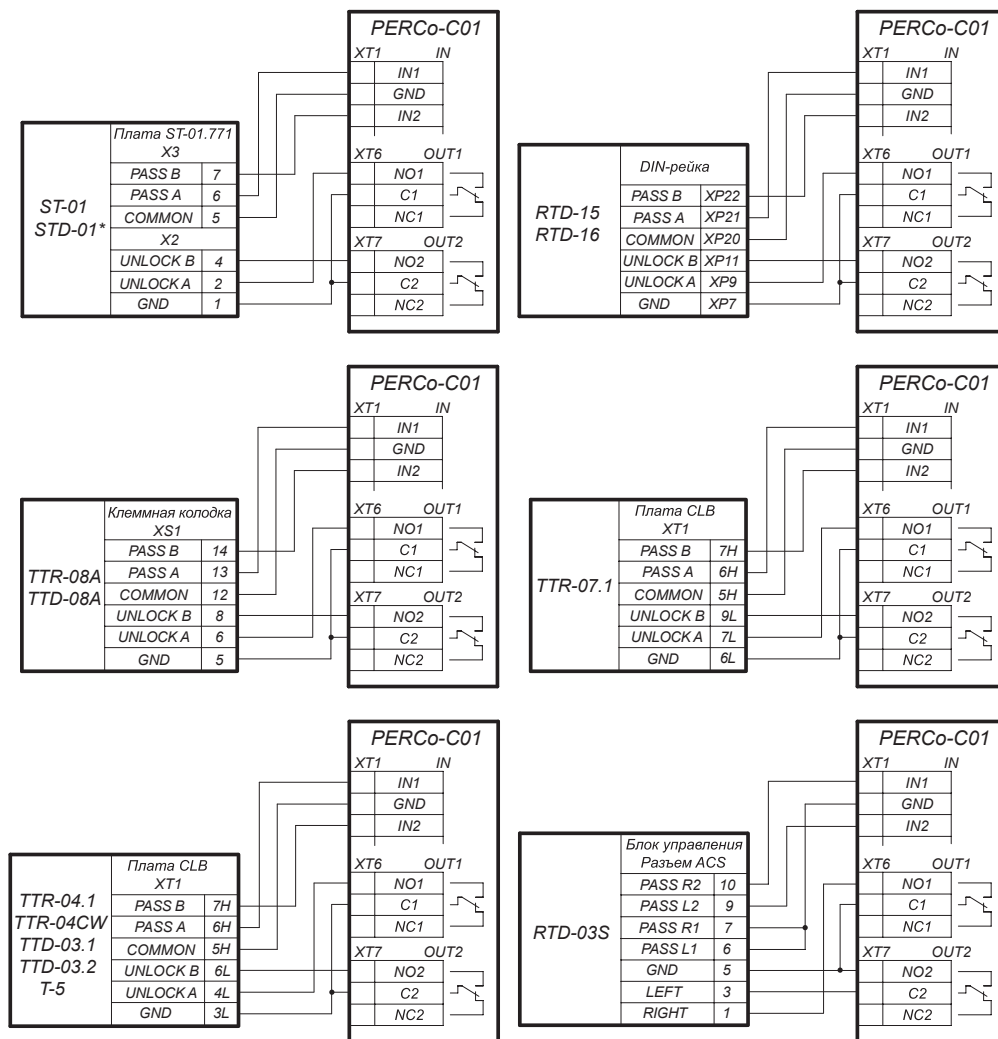 PERCo-C01
XT1 IN
IN1
GND
IN2
XT6 OUT1
NO1
C1
NC1
XT7 OUT2
NO2
C2
NC2
ST-01
STD-01*
Плата ST-01.771
X3
PASS B 7
PASS A 6
COMMON 5
X2
UNLOCK B 4
UNLOCK A 2
GND 1
PERCo-C01
XT1 IN
IN1
GND
IN2
XT6 OUT1
NO1
C1
NC1
XT7 OUT2
NO2
C2
NC2
RTD-15
RTD-16
DIN-рейка
PASS B XP22
PASS A XP21
COMMON XP20
UNLOCK B XP11
UNLOCK A XP9
GND XP7
PERCo-C01
XT1 IN
IN1
GND
IN2
XT6 OUT1
NO1
C1
NC1
XT7 OUT2
NO2
C2
NC2
TTR-08A
TTD-08A
Клеммная колодка
XS1
PASS B 14
PASS A 13
COMMON 12
UNLOCK B 8
UNLOCK A 6
GND 5
PERCo-C01
XT1 IN
IN1
GND
IN2
XT6 OUT1
NO1
C1
NC1
XT7 OUT2
NO2
C2
NC2
TTR-07.1
Плата CLB
XT1
PASS B 7H
PASS A 6H
COMMON 5H
UNLOCK B 9L
UNLOCK A 7L
GND 6L
PERCo-C01
XT1 IN
IN1
GND
IN2
XT6 OUT1
NO1
C1
NC1
XT7 OUT2
NO2
C2
NC2
TTR-04.1
TTR-04CW
TTD-03.1
TTD-03.2
T-5
Плата CLB
XT1
PASS B 7H
PASS A 6H
COMMON 5H
UNLOCK B 6L
UNLOCK A 4L
GND 3L
PERCo-C01
XT1 IN
IN1
GND
IN2
XT6 OUT1
NO1
C1
NC1
XT7 OUT2
NO2
C2
NC2
RTD-03S
Блок управления
Разъем ACS
PASS R2 10
PASS L2 9
PASS R1 7
PASS L1 6
GND 5
LEFT 3
RIGHT 1